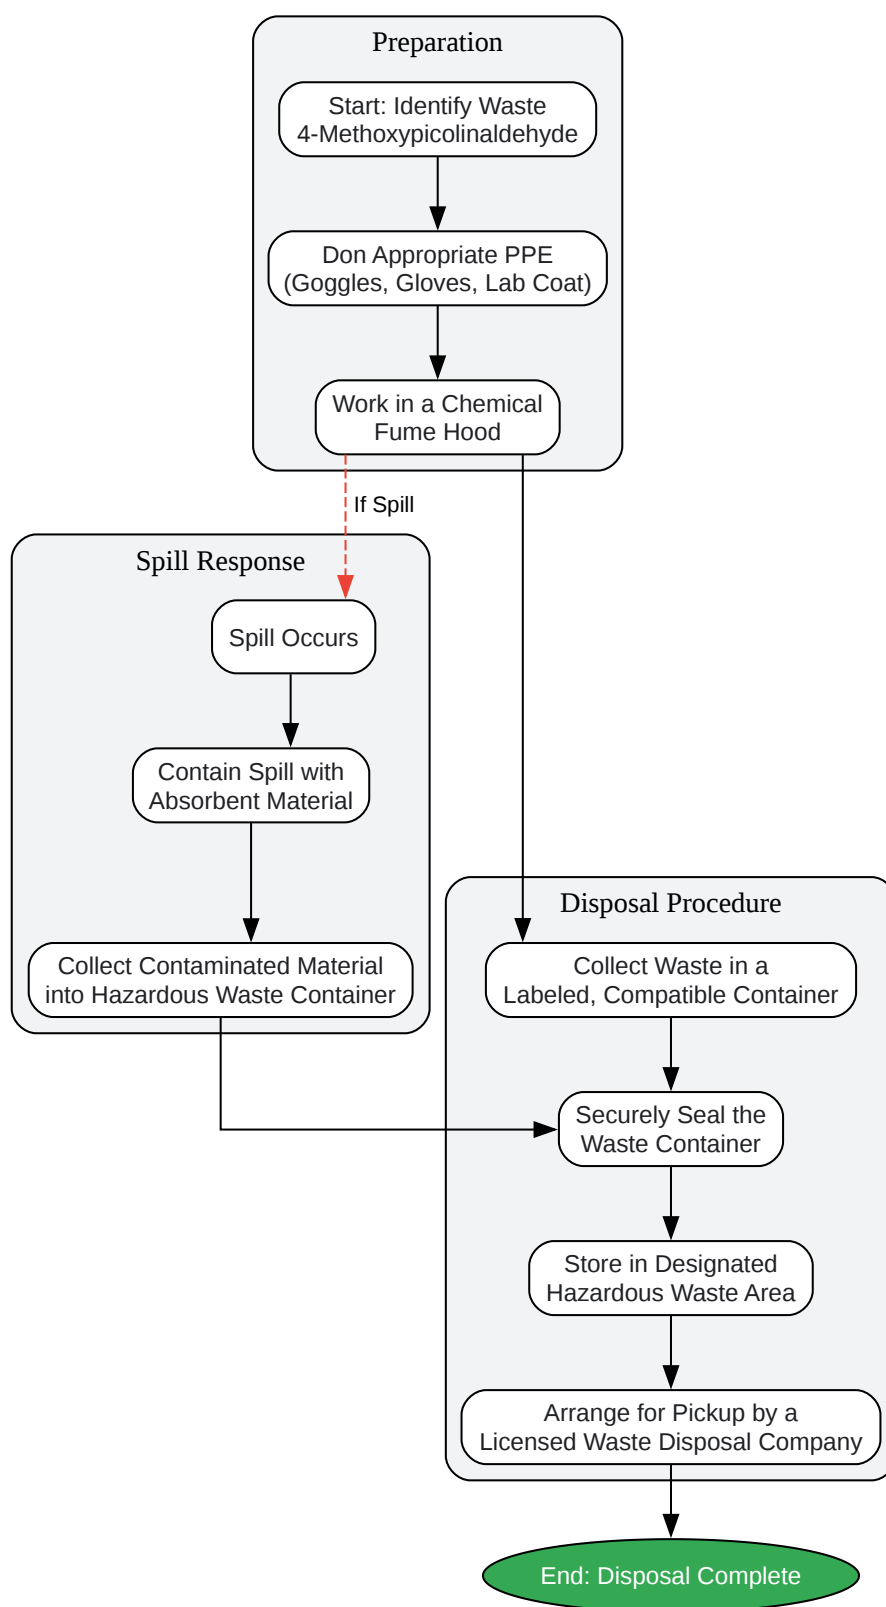 Preparation
Start: Identify Waste
4-Methoxypicolinaldehyde
Don Appropriate PPE
(Goggles, Gloves, Lab Coat)
Work in a Chemical
Fume Hood
If Spill
Spill Response
Spill Occurs
Contain Spill with
Absorbent Material
Collect Contaminated Material
into Hazardous Waste Container
Disposal Procedure
Collect Waste in a
Labeled, Compatible Container
Securely Seal the
Waste Container
Store in Designated
Hazardous Waste Area
Arrange for Pickup by a
Licensed Waste Disposal Company
End: Disposal Complete